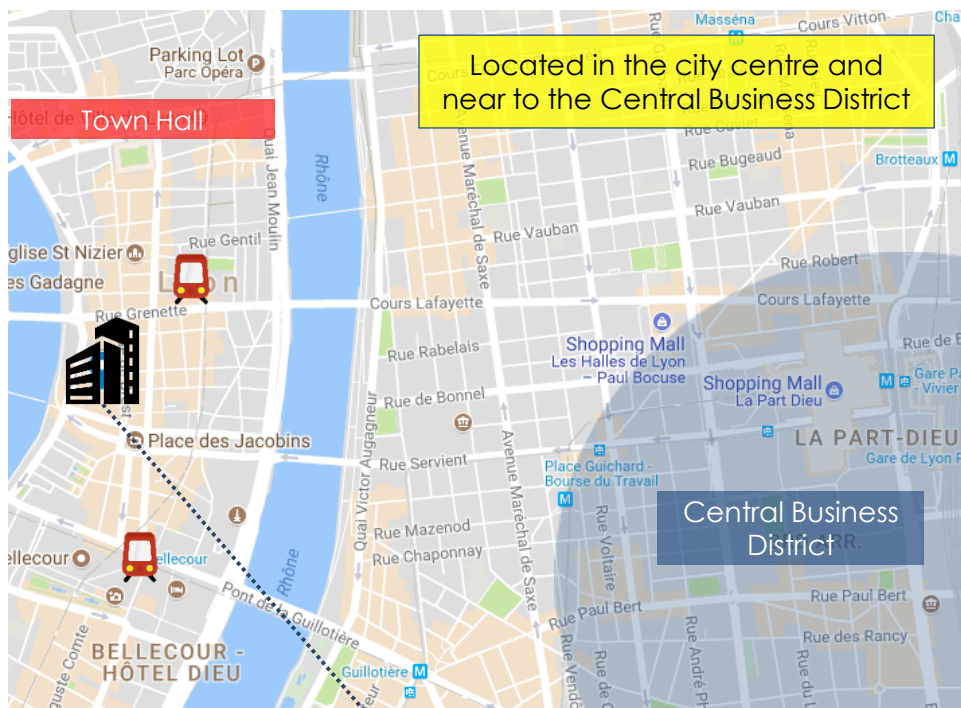 Masséna
Cours Vitton
Parking Lot
Parc Opéra
Located in the city centre and
near to the Central Business District
Town Hall
Rue Cuvier
Rue Bugeaud
Brotteaux
Quai Jean Moulin
Rhône
Avenue Maréchal de Saxe
Rue Vauban
Rue Vauban
Rue Gentil
glise St Nizier
es Gadagne
Rue Robert
Rue Grenette
Cours Lafayette
Cours Lafayette
Shopping Mall
Les Halles de Lyon
– Paul Bocuse
Rue Rabelais
Rue de Bonnel
Shopping Mall
La Part Dieu
Gare Pa
- Vivier
Place des Jacobins
Quai Victor Augagneur
Avenue Maréchal de Saxe
LA PART-DIEU
Gare de Lyon P
Rue Servient
Place Guichard -
Bourse du Travail
Central Business
District
Rue Mazenod
Rue Chaponnay
Rue Voltaire
ellecour
ellecour
Rhône
Pont de la Guillotière
Rue Paul Bert
Rue Paul Bert
BELLECOUR -
HÔTEL DIEU
Rue des Rancy
Guillotière